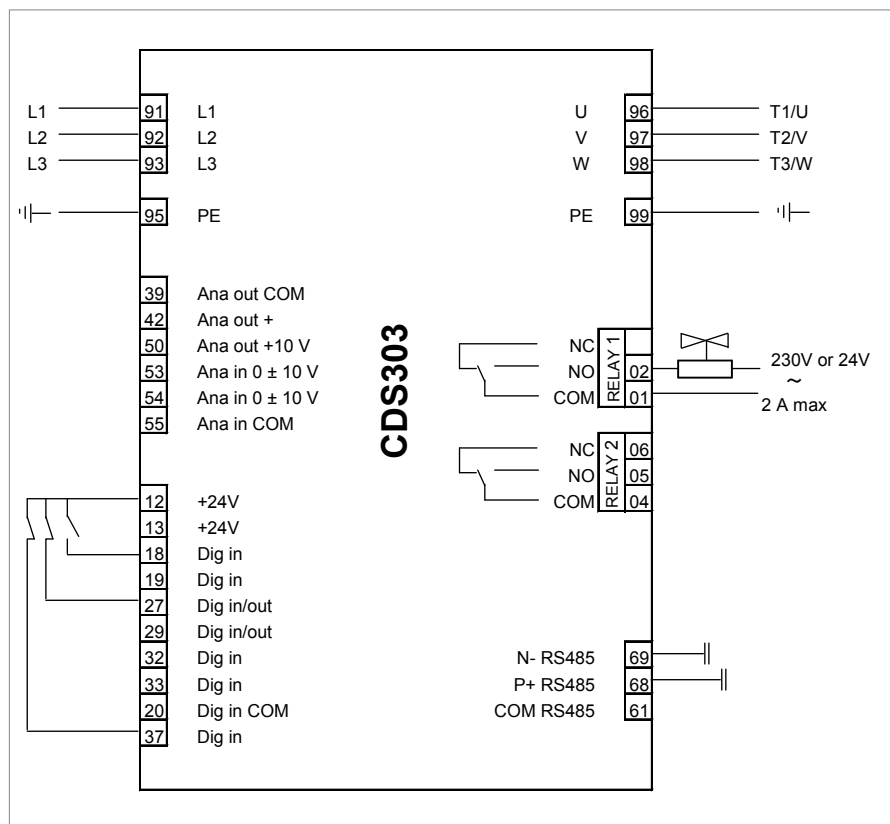 L1 91 L1 U 96 T1/U
L2 92 L2 V 97 T2/V
L3 93 L3 W 98 T3/W
95 PE PE 99
39 Ana out COM
42 Ana out +
50 Ana out +10 V
53 Ana in 0 ± 10 V
54 Ana in 0 ± 10 V
55 Ana in COM
CDS303
RELAY 1
NC
NO 02 230V or 24V
~
COM 01 2 A max
RELAY 2
NC 06
NO 05
COM 04
12 +24V
13 +24V
18 Dig in
19 Dig in
27 Dig in/out
29 Dig in/out
32 Dig in
33 Dig in
20 Dig in COM
37 Dig in
N- RS485 69
P+ RS485 68
COM RS485 61